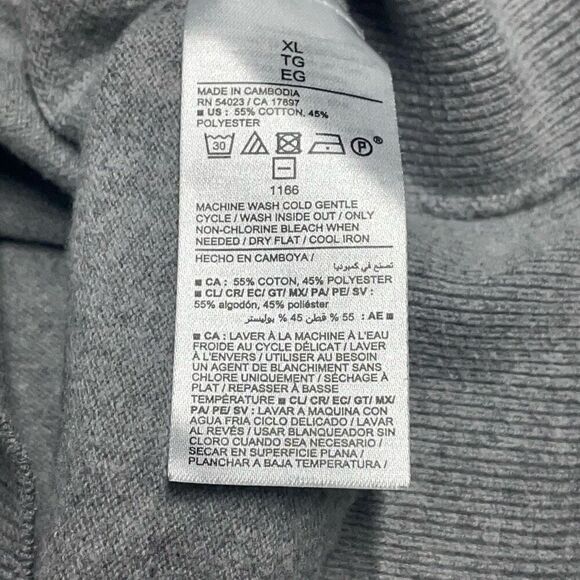 XL
TG
EG
MADE IN CAMBODIA
RN 54023 / CA 17897
■ US : 55% COTTON, 45%
POLYESTER
30 P ®
1166
MACHINE WASH COLD GENTLE
CYCLE / WASH INSIDE OUT / ONLY
NON-CHLORINE BLEACH WHEN
NEEDED / DRY FLAT / COOL IRON
HECHO EN CAMBOYA /
تصنع في كمبوديا
■ CA : 55% COTON, 45% POLYESTER
■ CL/ CR/ EC/ GT/ MX/ PA/ PE/ SV :
55% algodón, 45% poliéster
■ AE : 55 % قطن 45 % بوليستر
■ CA : LAVER À LA MACHINE À L'EAU
FROIDE AU CYCLE DÉLICAT / LAVER
À L'ENVERS / UTILISER AU BESOIN
UN AGENT DE BLANCHIMENT SANS
CHLORE UNIQUEMENT / SÉCHAGE À
PLAT / REPASSER À BASSE
TEMPÉRATURE ■ CL/ CR/ EC/ GT/ MX/
PA/ PE/ SV : LAVAR A MAQUINA CON
AGUA FRIA CICLO DELICADO / LAVAR
AL REVÉS / USAR BLANQUEADOR SIN
CLORO CUANDO SEA NECESARIO /
SECAR EN SUPERFICIE PLANA /
PLANCHAR A BAJA TEMPERATURA /